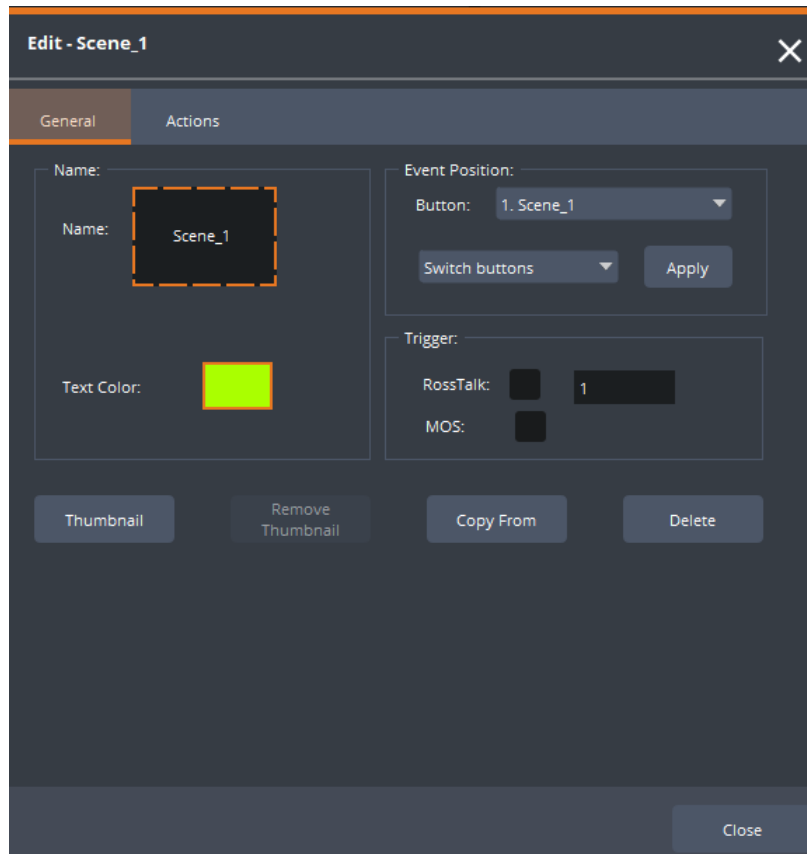 Edit - Scene_1
General
Actions
Name:
Name:
Scene_1
Text Color:
Event Position:
Button:
1. Scene_1
Switch buttons
Apply
Trigger:
RossTalk:
1
MOS:
Thumbnail
Remove
Thumbnail
Copy From
Delete
Close